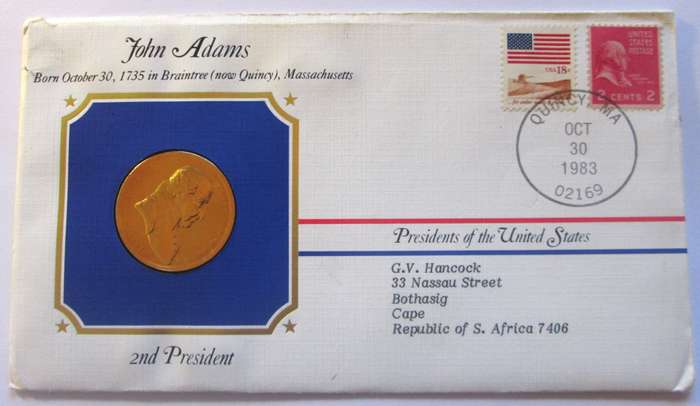 John Adams
Born October 30, 1735 in Braintree (now Quincy), Massachusetts
USA 18c
UNITED
STATES
POSTAGE
2 CENTS 2
QUINCY, MA
OCT
30
1983
02169
Presidents of the United States
G.V. Hancock
33 Nassau Street
Bothasig
Cape
Republic of S. Africa 7406
2nd President